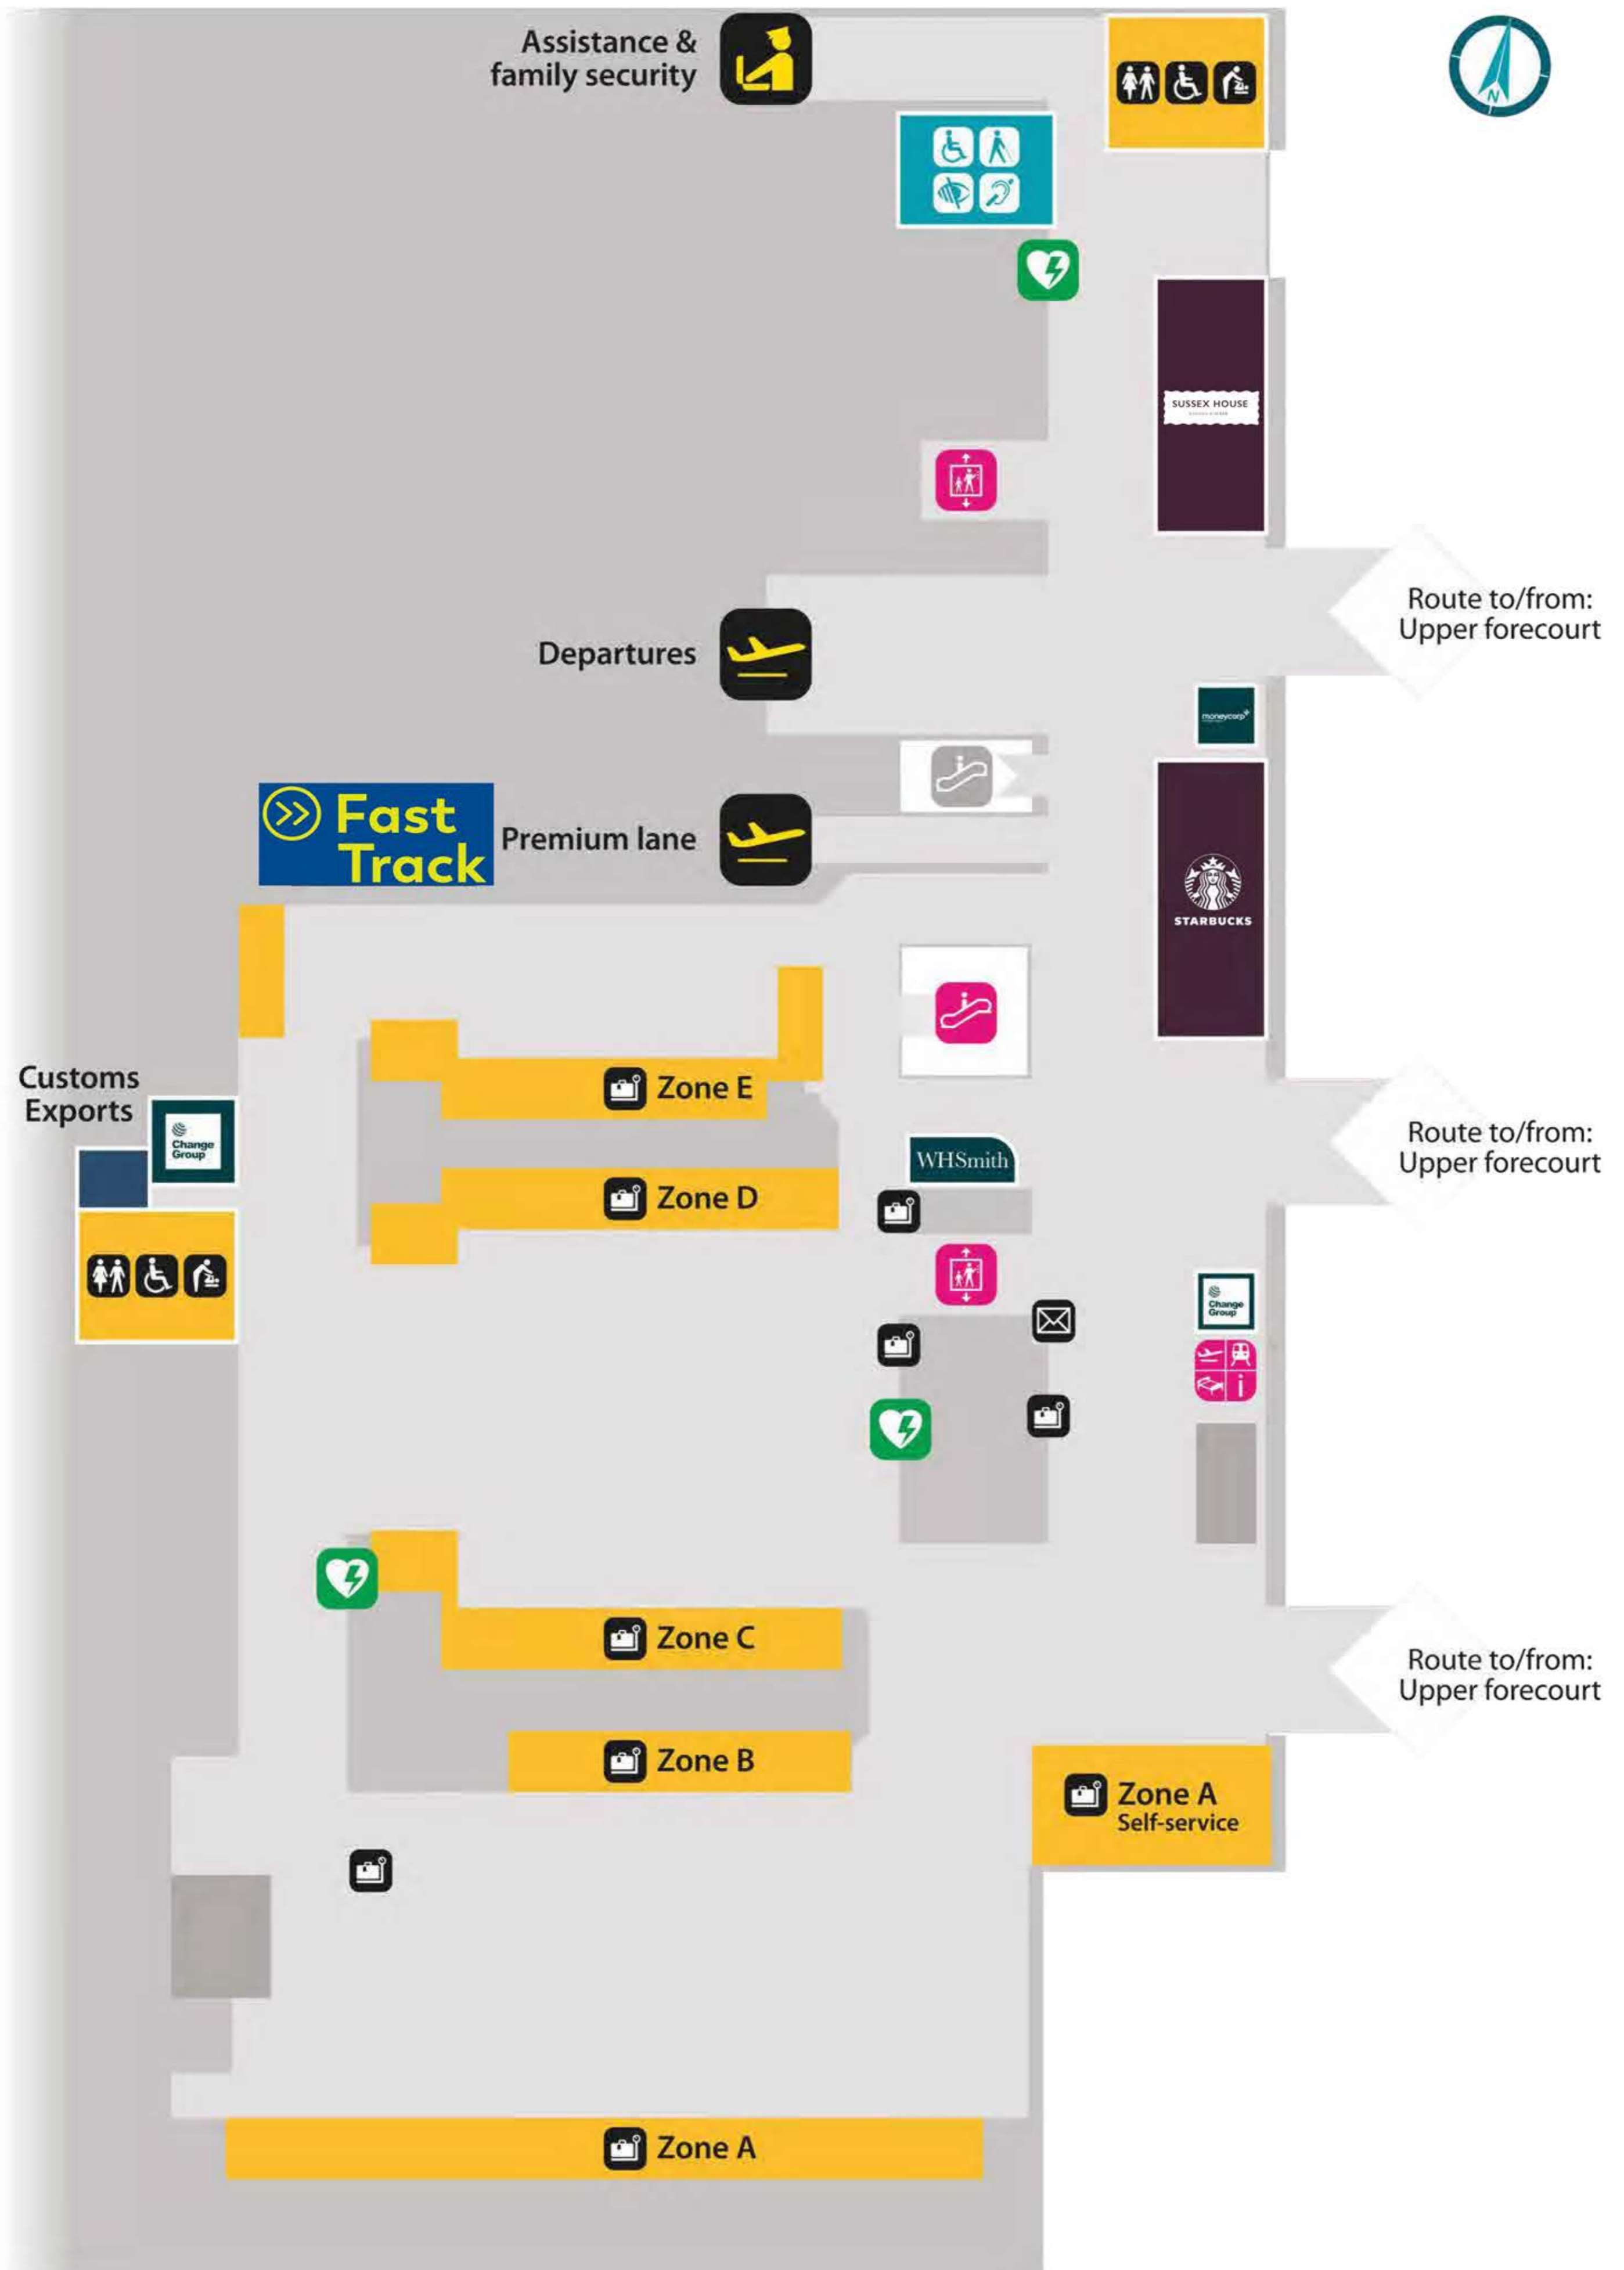 Assistance &
family security
N
SUSSEX HOUSE
Route to/from:
Upper forecourt
Departures
moneycorp
Fast
Track
Premium lane
STARBUCKS
Zone E
Customs
Exports
Change
Group
WHSmith
Route to/from:
Upper forecourt
Zone D
Change
Group
i
Zone C
Route to/from:
Upper forecourt
Zone B
Zone A
Self-service
Zone A